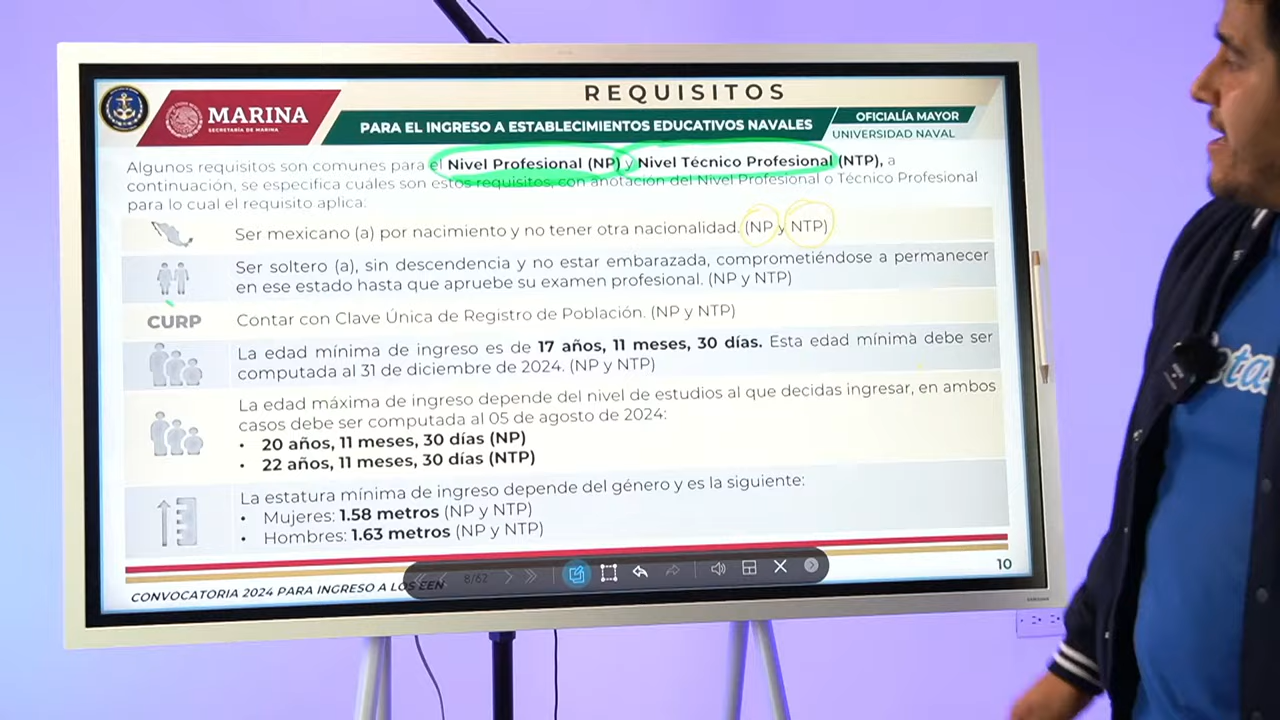 REQUISITOS
MARINA
SECRETARÍA DE MARINA
PARA EL INGRESO A ESTABLECIMIENTOS EDUCATIVOS NAVALES
OFICIALÍA MAYOR
UNIVERSIDAD NAVAL
Algunos requisitos son comunes para el Nivel Profesional (NP) y Nivel Técnico Profesional (NTP), a
continuación, se especifica cuáles son estos requisitos, con anotación del Nivel Profesional o Técnico Profesional
para lo cual el requisito aplica:
Ser mexicano (a) por nacimiento y no tener otra nacionalidad. (NP y NTP)
Ser soltero (a), sin descendencia y no estar embarazada, comprometiéndose a permanecer
en ese estado hasta que apruebe su examen profesional. (NP y NTP)
CURP
Contar con Clave Única de Registro de Población. (NP y NTP)
La edad mínima de ingreso es de 17 años, 11 meses, 30 días. Esta edad mínima debe ser
computada al 31 de diciembre de 2024. (NP y NTP)
La edad máxima de ingreso depende del nivel de estudios al que decidas ingresar, en ambos
casos debe ser computada al 05 de agosto de 2024:
• 20 años, 11 meses, 30 días (NP)
• 22 años, 11 meses, 30 días (NTP)
La estatura mínima de ingreso depende del género y es la siguiente:
• Mujeres: 1.58 metros (NP y NTP)
• Hombres: 1.63 metros (NP y NTP)
10
8/62
CONVOCATORIA 2024 PARA INGRESO A LOS EEN
SAMSUNG